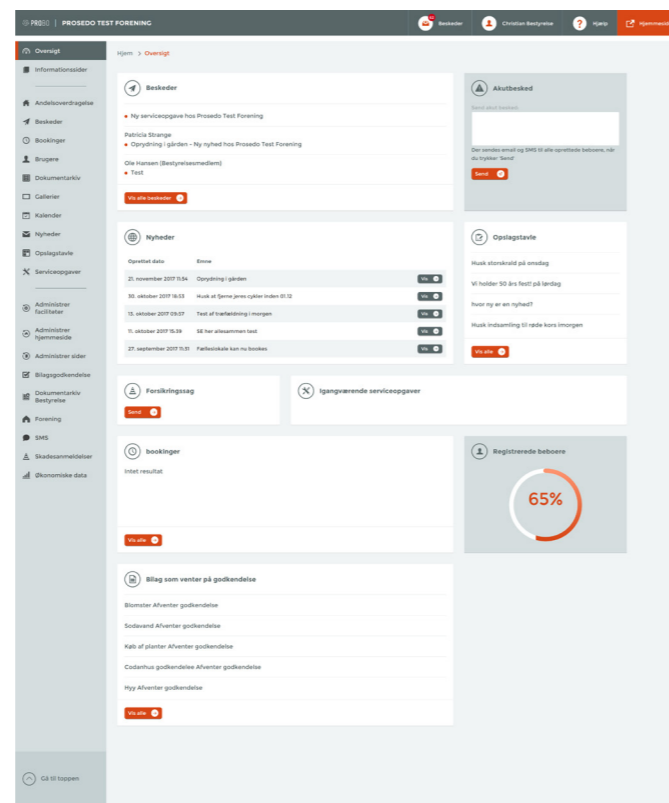 PROBO | PROSEDO TEST FORENING
Beskeder
Christian Bestyrelse
Hjælp
Hjemmeside
Oversigt
Informationssider
Andelsoverdragelse
Beskeder
Bookinger
Brugere
Dokumentarkiv
Gallerier
Kalender
Nyheder
Opslagstavle
Serviceopgaver
Administrer
faciliteter
Administrer
hjemmeside
Administrer sider
Bilagsgodkendelse
Dokumentarkiv
Bestyrelse
Forening
SMS
Skadesanmeldelser
Økonomiske data
Gå til toppen
Hjem > Oversigt
Beskeder
Ny serviceopgave hos Prosedo Test Forening
Patricia Strange
Oprydning i gården - Ny nyhed hos Prosedo Test Forening
Ole Hansen (Bestyrelsesmedlem)
Test
Vis alle beskeder
Akutbesked
Send akut besked
Der sendes email og SMS til alle oprettede beboere, når
du trykker 'Send'
Send
Nyheder
Oprettet dato Emne
21. november 2017 11:34 Oprydning i gården Vis
30. oktober 2017 16:03 Husk at fjerne jeres cykler inden 01.12 Vis
13. oktober 2017 09:57 Test af træfældning i morgen Vis
11. oktober 2017 15:39 SE her allesammen test Vis
27. september 2017 11:31 Fælleslokale kan nu bookes Vis
Opslagstavle
Husk storskrald på onsdag
Vi holder 50 års fest! på lørdag
hvor ny er en nyhed?
Husk indsamling til røde kors imorgen
Vis alle
Forsikringssag
Send
Igangværende serviceopgaver
bookinger
Intet resultat
Vis alle
Registrerede beboere
65%
Bilag som venter på godkendelse
Blomster Afventer godkendelse
Sodavand Afventer godkendelse
Køb af planter Afventer godkendelse
Codanhus godkendelee Afventer godkendelse
Hyy Afventer godkendelse
Vis alle